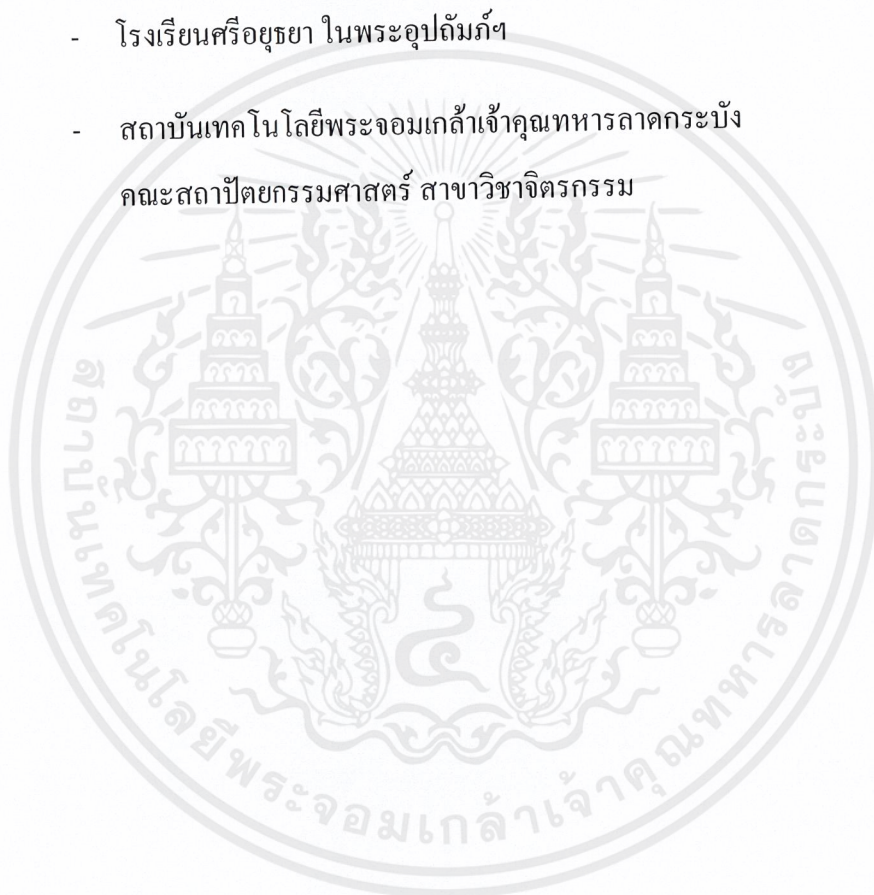 - โรงเรียนศรีอยุธยา ในพระอุปถัมภ์ฯ
- สถาบันเทคโนโลยีพระจอมเกล้าเจ้าคุณทหารลาดกระบัง
คณะสถาปัตยกรรมศาสตร์ สาขาวิชาจิตรกรรม
๔
สถาบันเทคโนโลยีพระจอมเกล้าเจ้าคุณทหารลาดกระบัง